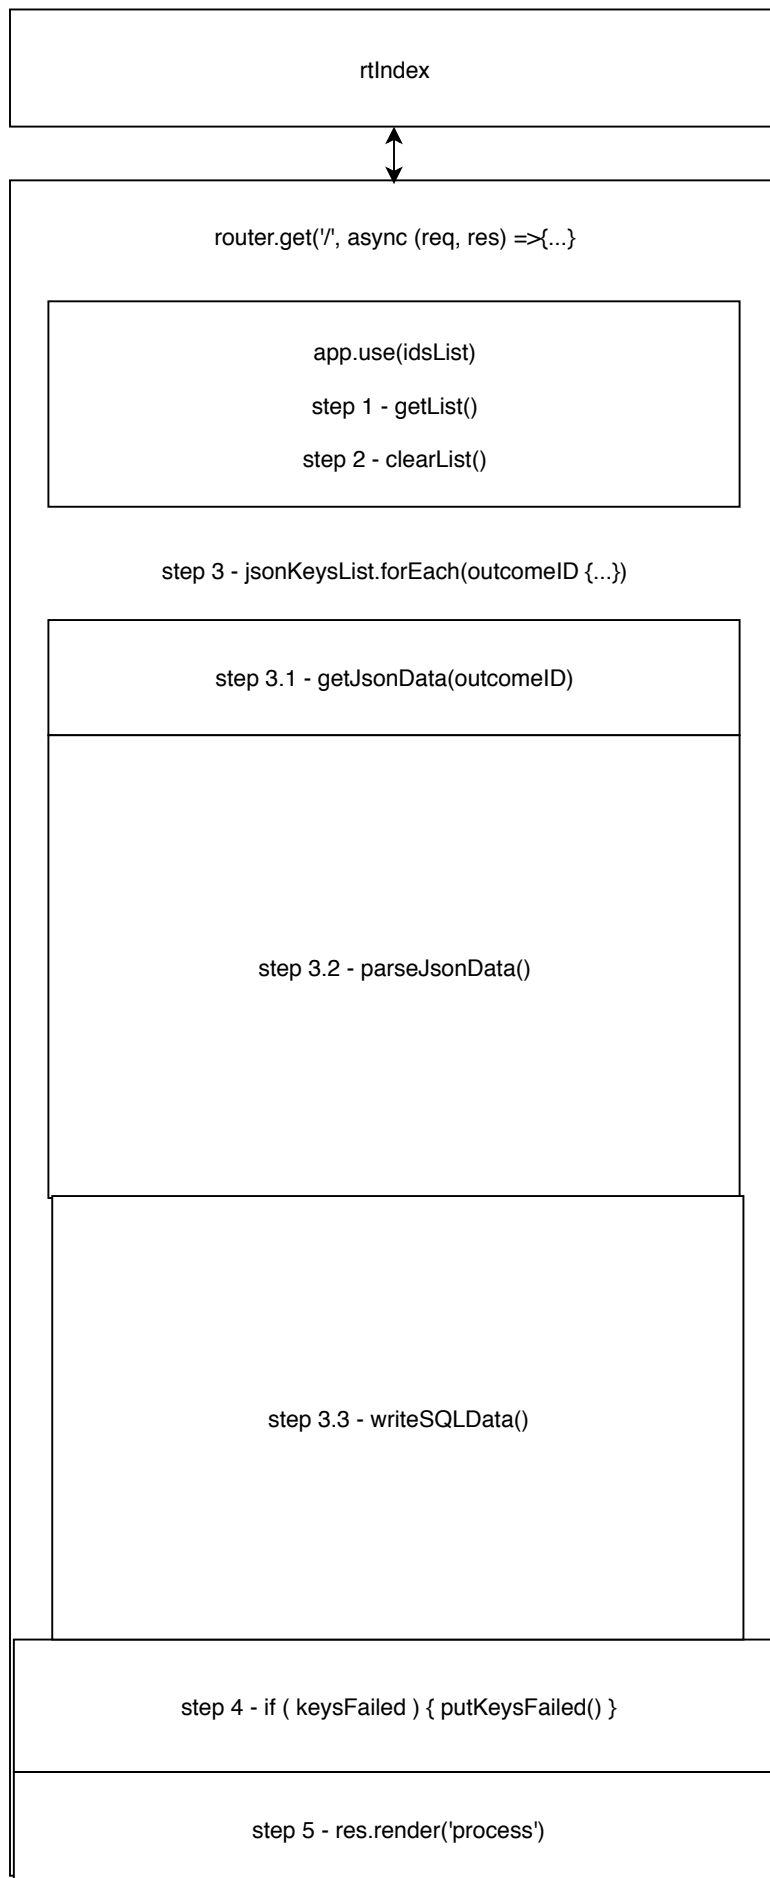 rtIndex
router.get('/', async (req, res) =>{...}
app.use(idsList)
step 1 - getList()
step 2 - clearList()
step 3 - jsonKeysList.forEach(outcomeID {...})
step 3.1 - getJsonData(outcomeID)
step 3.2 - parseJsonData()
step 3.3 - writeSQLData()
step 4 - if ( keysFailed ) { putKeysFailed() }
step 5 - res.render('process')